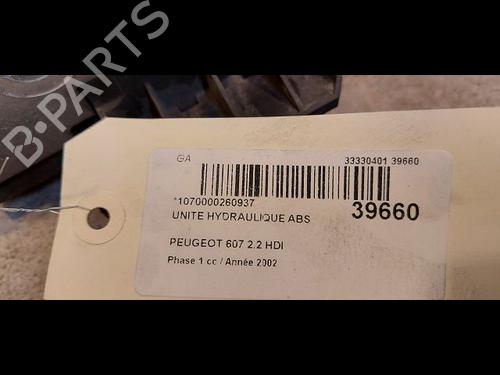 B-PARTS
GA 33330401 39660
*1070000260937
UNITE HYDRAULIQUE ABS 39660
PEUGEOT 607 2.2 HDI
Phase 1 cc / Année 2002